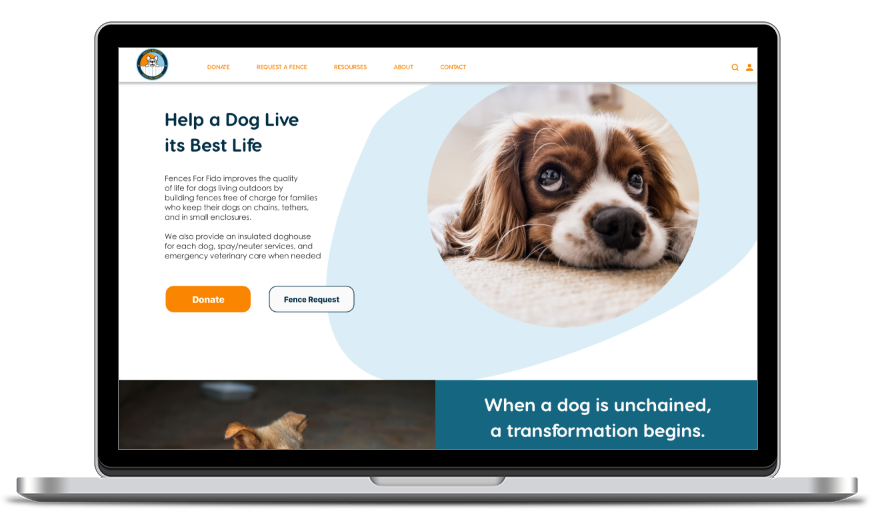 DONATE
REQUEST A FENCE
RESOURSES
ABOUT
CONTACT
Help a Dog Live
its Best Life
Fences For Fido improves the quality
of life for dogs living outdoors by
building fences free of charge for families
who keep their dogs on chains, tethers,
and in small enclosures.
We also provide an insulated doghouse
for each dog, spay/neuter services, and
emergency veterinary care when needed
Donate
Fence Request
When a dog is unchained,
a transformation begins.